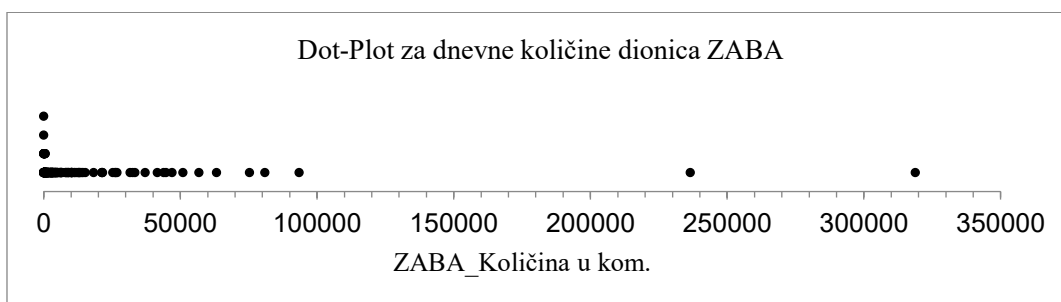 Dot-Plot za dnevne količine dionica ZABA
0 50000 100000 150000 200000 250000 300000 350000
ZABA_Količina u kom.